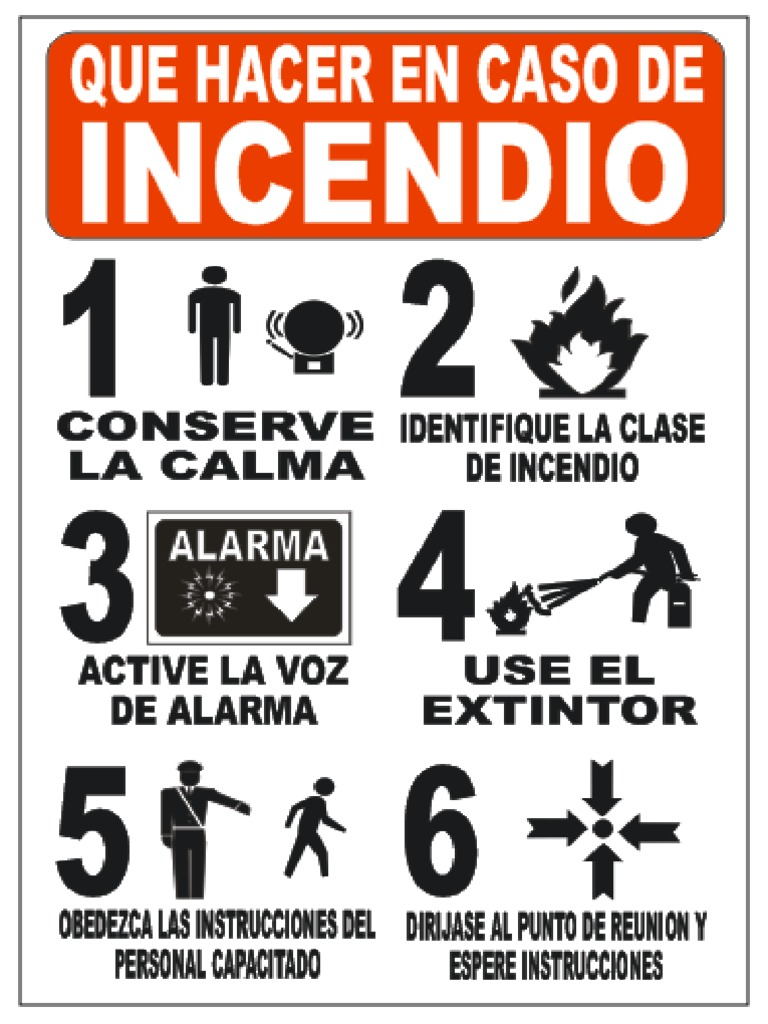 QUE HACER EN CASO DE
INCENDIO
1
CONSERVE
LA CALMA
2
IDENTIFIQUE LA CLASE
DE INCENDIO
3
ALARMA
ACTIVE LA VOZ
DE ALARMA
4
USE EL
EXTINTOR
5
OBEDEZCA LAS INSTRUCCIONES DEL
PERSONAL CAPACITADO
6
DIRIJASE AL PUNTO DE REUNION Y
ESPERE INSTRUCCIONES